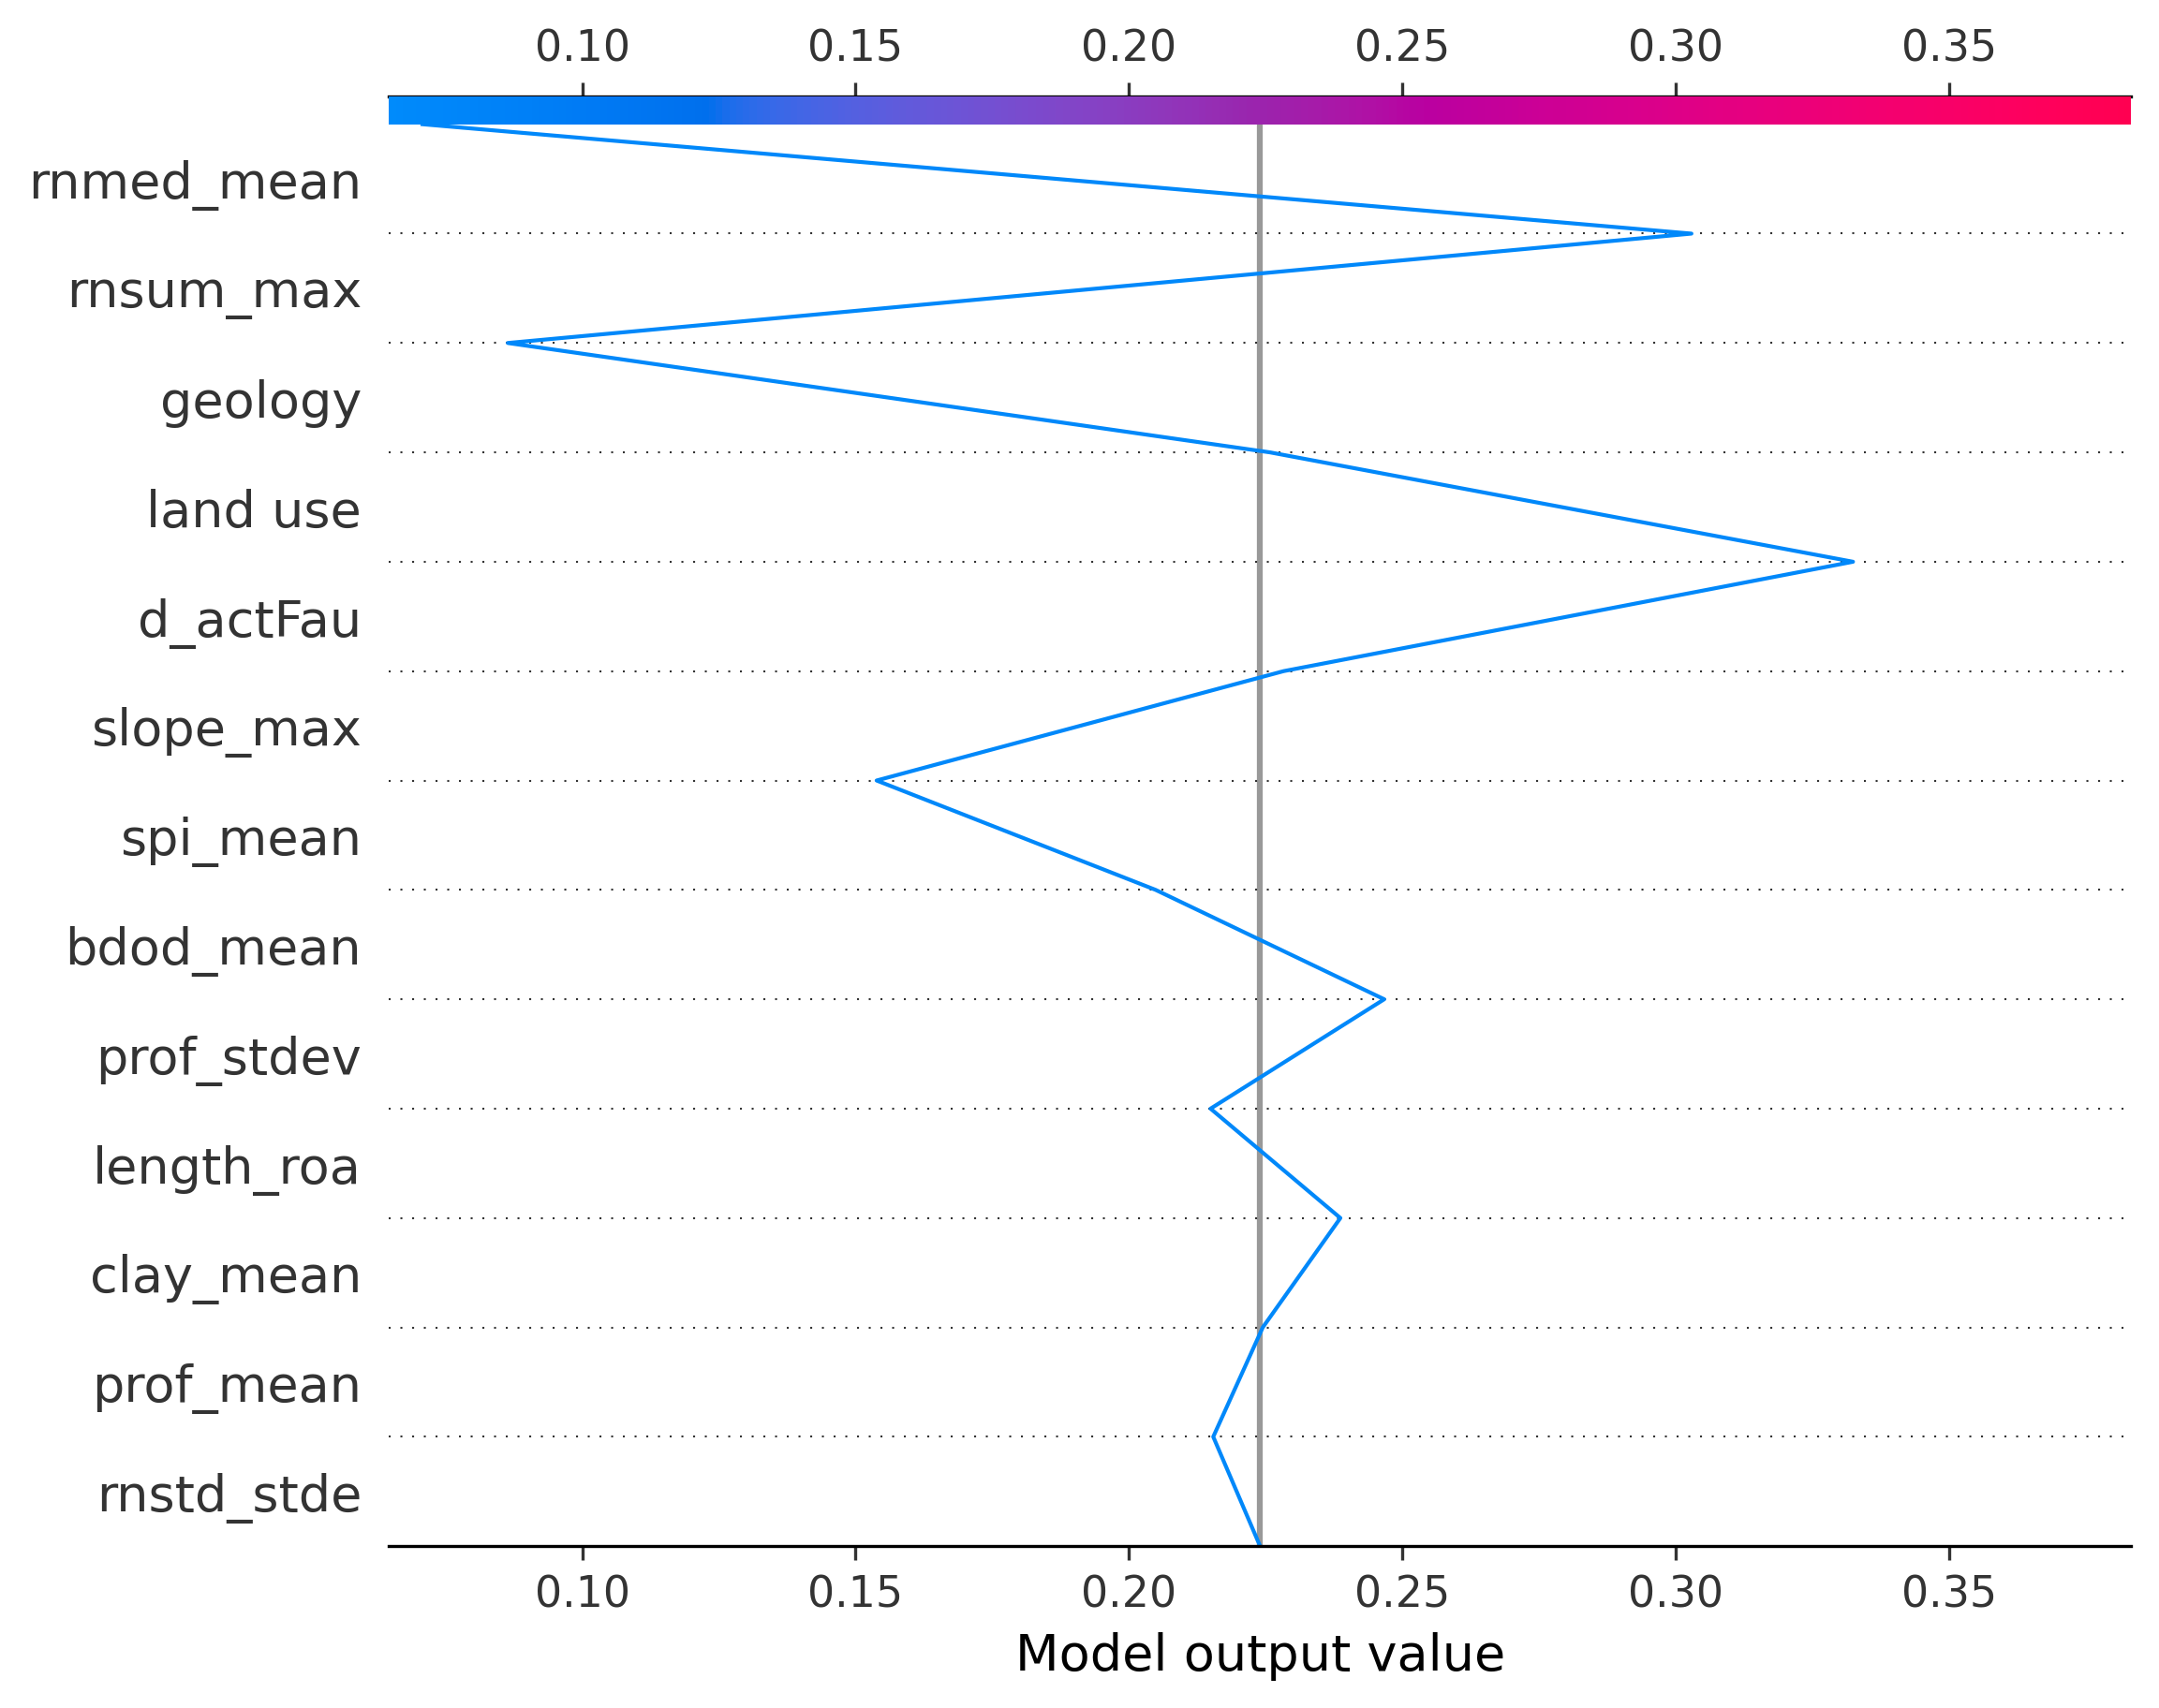 0.10 0.15 0.20 0.25 0.30 0.35
rnmed_mean
rnsum_max
geology
land use
d_actFau
slope_max
spi_mean
bdod_mean
prof_stdev
length_roa
clay_mean
prof_mean
rnstd_stde
0.10 0.15 0.20 0.25 0.30 0.35
Model output value